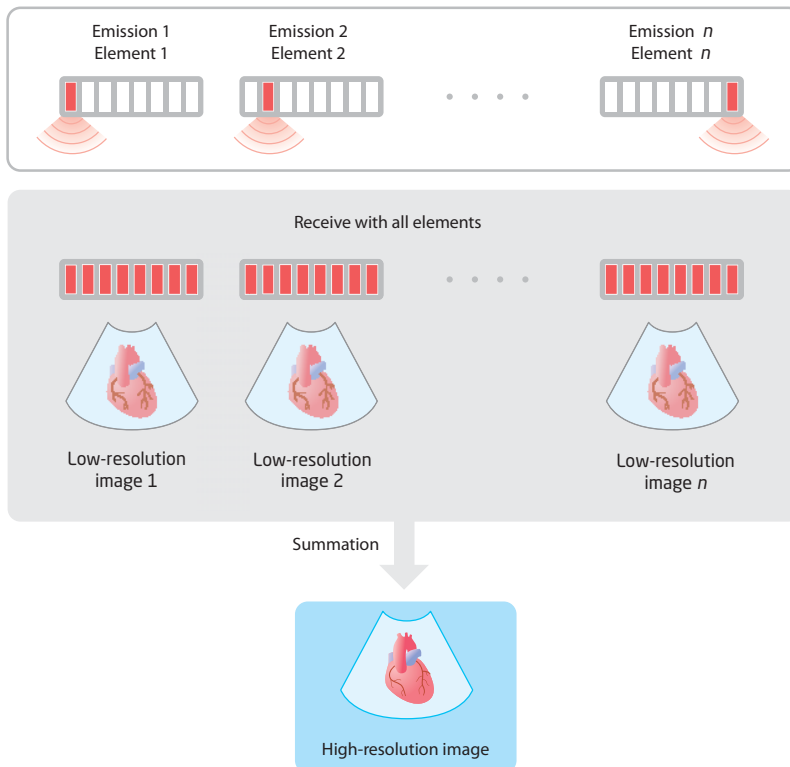 Emission 1
Element 1
Emission 2
Element 2
Emission n
Element n
Receive with all elements
Low-resolution
image 1
Low-resolution
image 2
Low-resolution
image n
Summation
High-resolution image